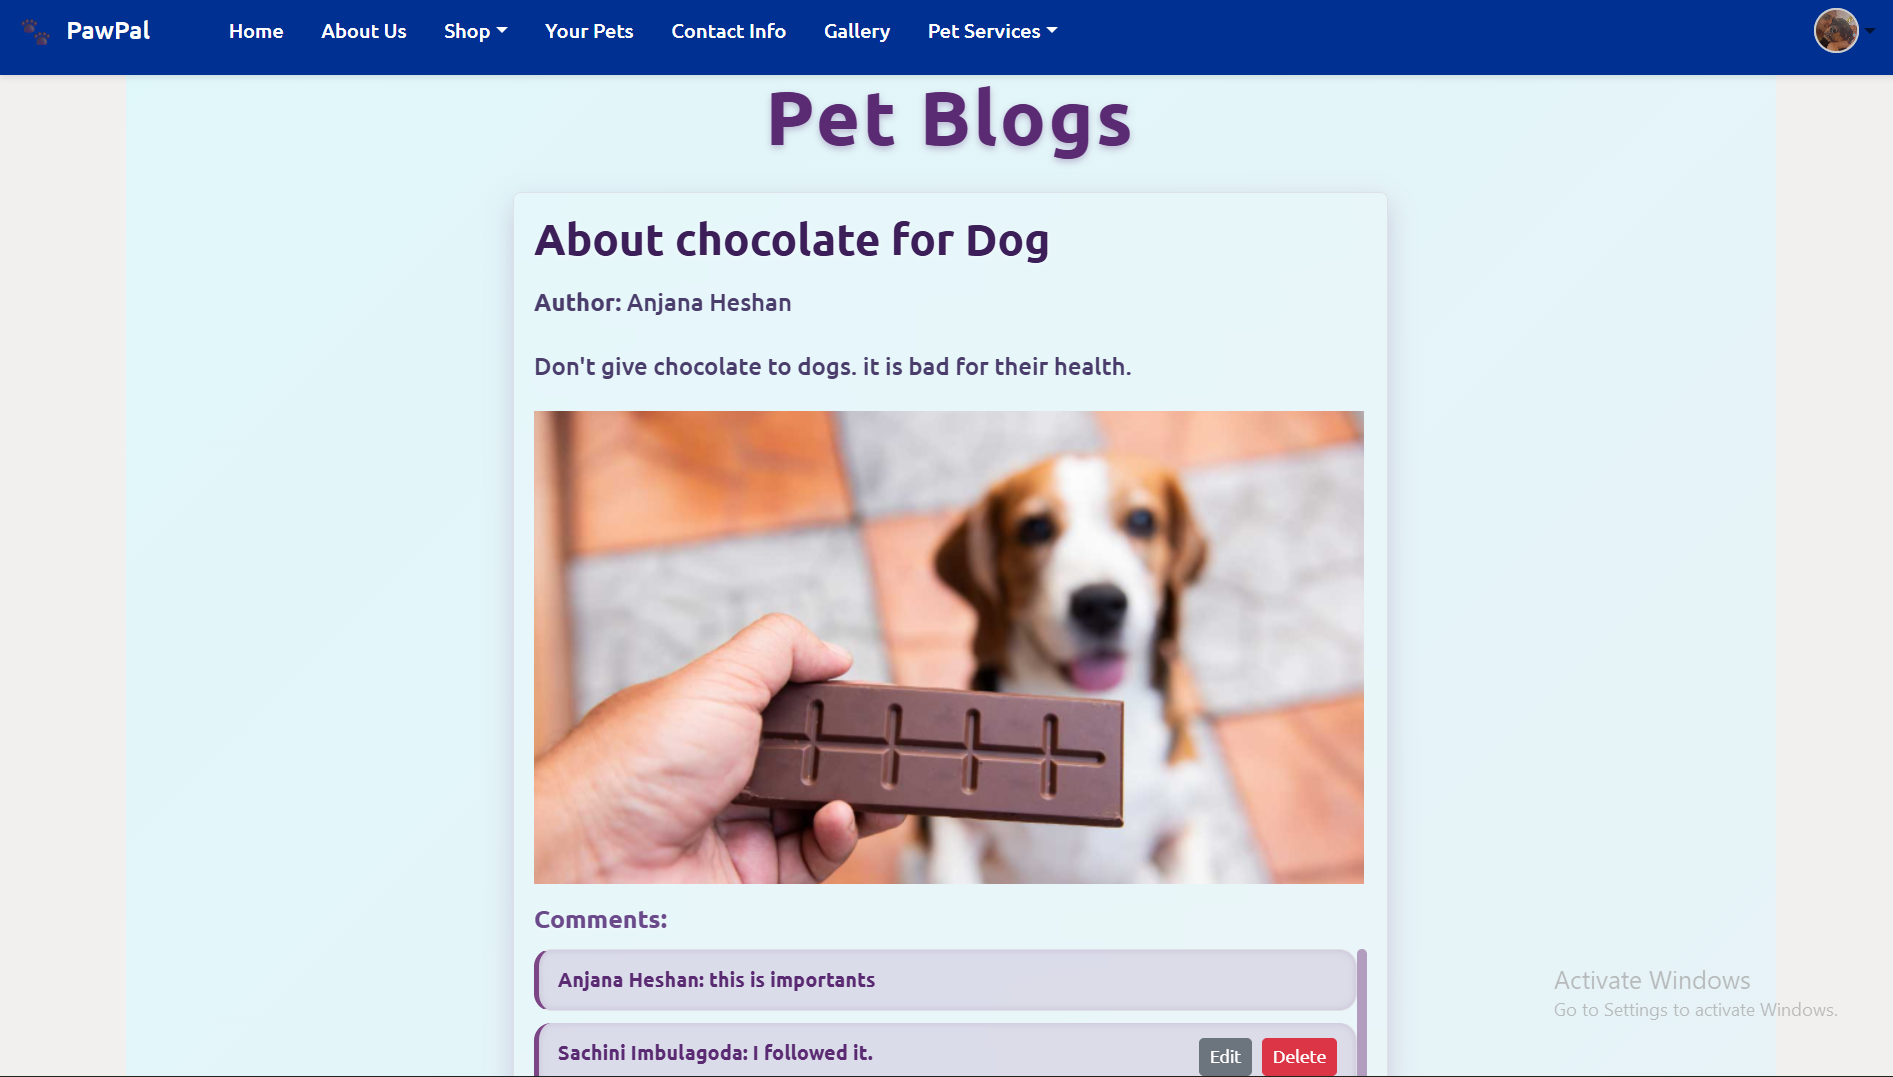 PawPal Home About Us Shop Your Pets Contact Info Gallery Pet Services
Pet Blogs
About chocolate for Dog
Author: Anjana Heshan
Don't give chocolate to dogs. it is bad for their health.
Comments:
Anjana Heshan: this is importants
Sachini Imbulagoda: I followed it. Edit Delete
Activate Windows
Go to Settings to activate Windows.